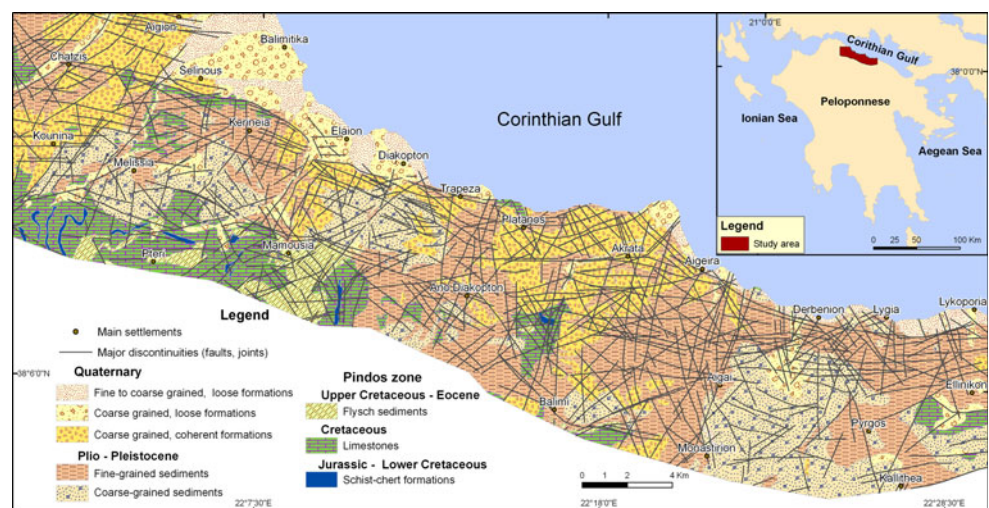 21°0'0"E
Corithian Gulf
38°0'0"N
Peloponnese
Ionian Sea
Aegean Sea
Legend
Study area
0 25 50 100 Km
Aigion
Balimitika
Chatzis
Selinous
Corinthian Gulf
Kounina
Kerineia
Elaion
Melissia
Diakopton
Trapeza
Platanos
Mamousia
Pteri
Akrata
Aigeira
Ano Diakopton
Derbenion
Lygia
Lykoporia
Aigai
Ellinikon
Balimi
Pyrgos
Monastirion
Kallithea
38°6'0"N
Legend
Main settlements
Major discontinuities (faults, joints)
Quaternary
Fine to coarse grained, loose formations
Coarse grained, loose formations
Coarse grained, coherent formations
Plio - Pleistocene
Fine-grained sediments
Coarse-grained sediments
Pindos zone
Upper Cretaceous - Eocene
Flysch sediments
Cretaceous
Limestones
Jurassic - Lower Cretaceous
Schist-chert formations
0 1 2 4 Km
22°7'30"E
22°18'0"E
22°28'30"E